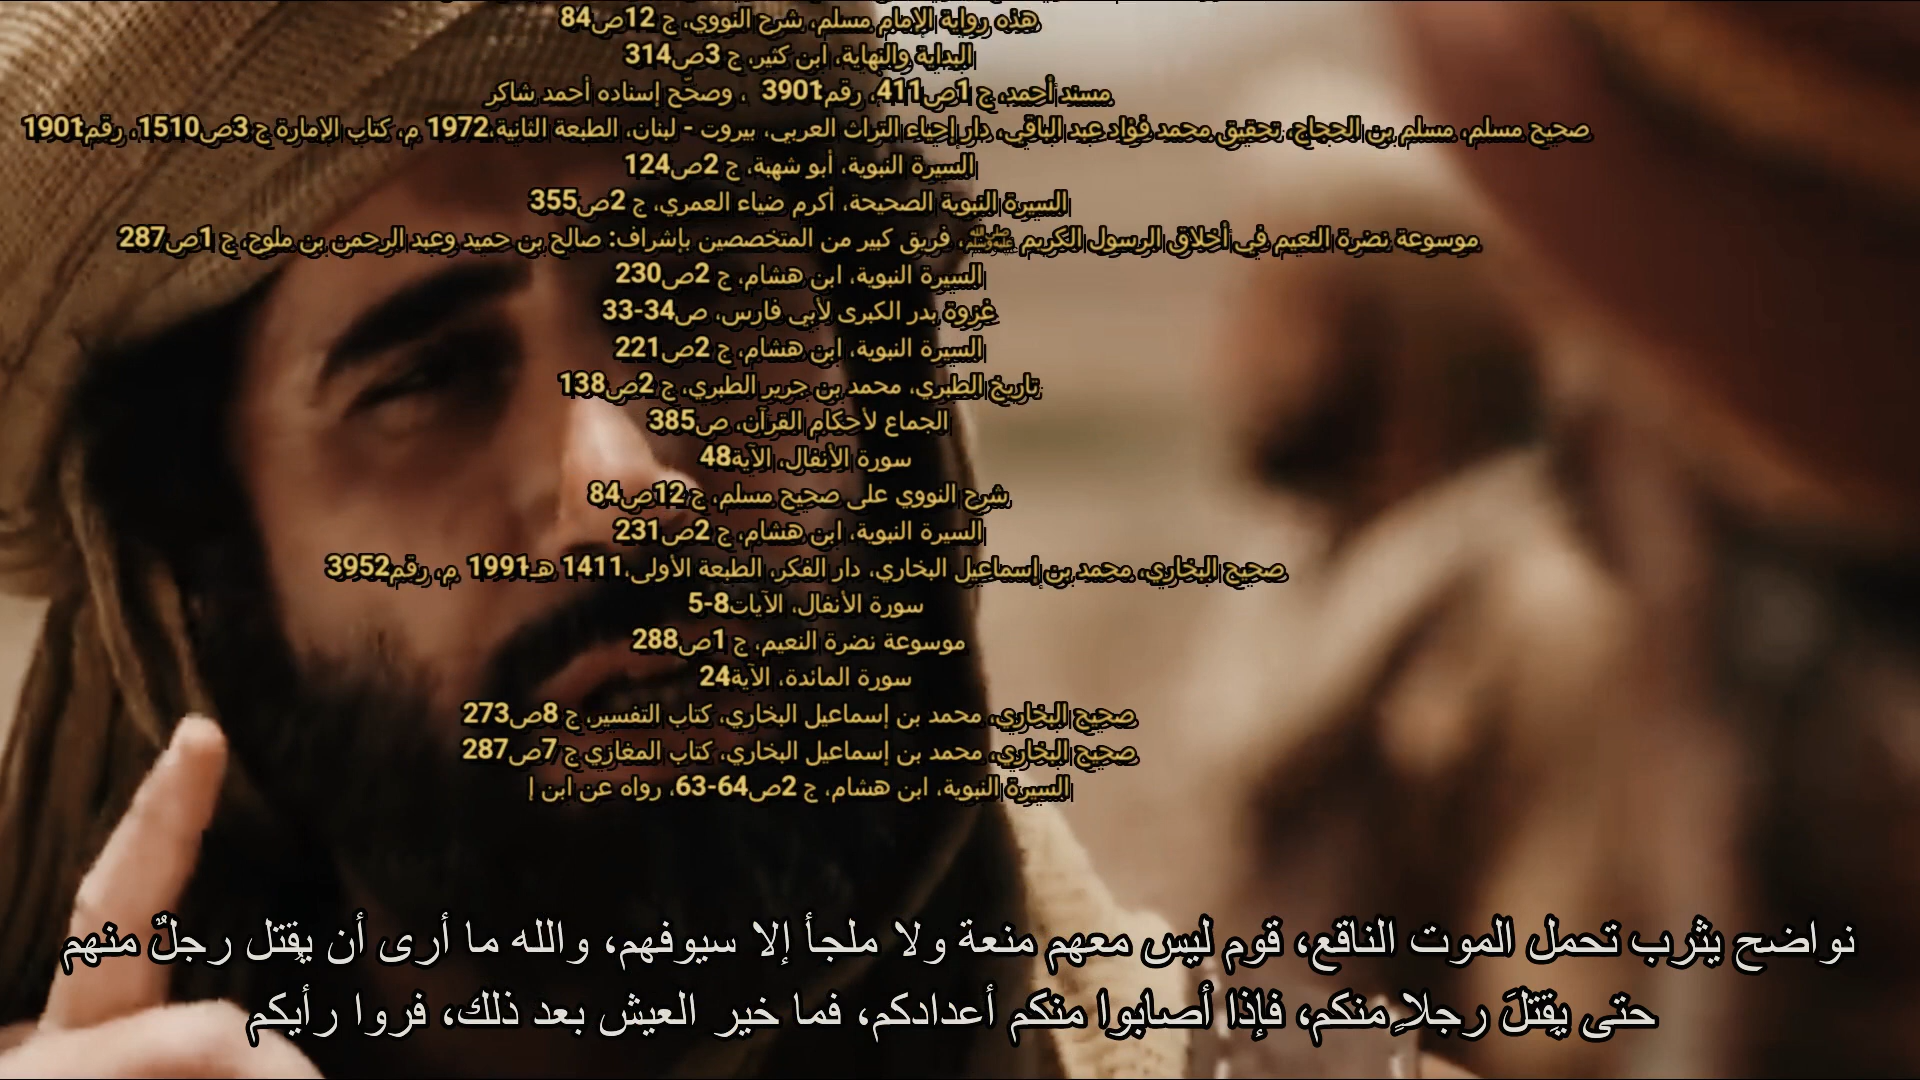 هذه رواية الإمام مسلم، شرح النووي، ج 12ص84
البداية والنهاية، ابن كثير، ج 3ص314
مسند أحمد، ج 1ص411، رقم3901 ، وصحّح إسناده أحمد شاكر
صحيح مسلم، مسلم بن الحجاج، تحقيق محمد فؤاد عبد الباقي، دار إحياء التراث العربي، بيروت - لبنان، الطبعة الثانية،1972 م، كتاب الإمارة ج 3ص1510، رقم1901
السيرة النبوية، أبو شهبة، ج 2ص124
السيرة النبوية الصحيحة، أكرم ضياء العمري، ج 2ص355
موسوعة نضرة النعيم في أخلاق الرسول الكريم ﷺ، فريق كبير من المتخصصين بإشراف: صالح بن حميد وعبد الرحمن بن ملوح، ج 1ص287
السيرة النبوية، ابن هشام، ج 2ص230
غزوة بدر الكبرى لأبي فارس، ص34-33
السيرة النبوية، ابن هشام، ج 2ص221
تاريخ الطبري، محمد بن جرير الطبري، ج 2ص138
الجماع لأحكام القرآن، ص385
سورة الأنفال، الآية48
شرح النووي على صحيح مسلم، ج 12ص84
السيرة النبوية، ابن هشام، ج 2ص231
صحيح البخاري، محمد بن إسماعيل البخاري، دار الفكر، الطبعة الأولى،1411 هـ1991 م، رقم3952
سورة الأنفال، الآيات8-5
موسوعة نضرة النعيم، ج 1ص288
سورة المائدة، الآية24
صحيح البخاري، محمد بن إسماعيل البخاري، كتاب التفسير، ج 8ص273
صحيح البخاري، محمد بن إسماعيل البخاري، كتاب المغازي ج 7ص287
السيرة النبوية، ابن هشام، ج 2ص64-63، رواه عن ابن إ
نواضح يثرب تحمل الموت الناقع، قوم ليس معهم منعة ولا ملجأ إلا سيوفهم، والله ما أرى أن يقتل رجلٌ منهم
حتى يقتلَ رجلاً منكم، فإذا أصابوا منكم أعدادكم، فما خير العيش بعد ذلك، فروا رأيكم